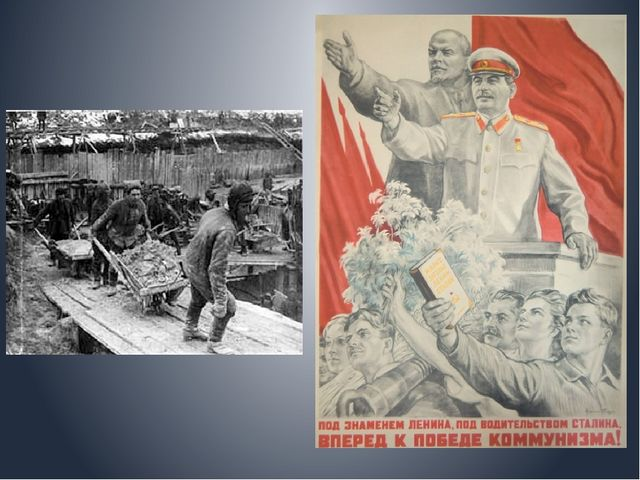 ПОД ЗНАМЕНЕМ ЛЕНИНА, ПОД ВОДИТЕЛЬСТВОМ СТАЛИНА,
ВПЕРЕД К ПОБЕДЕ КОММУНИЗМА!